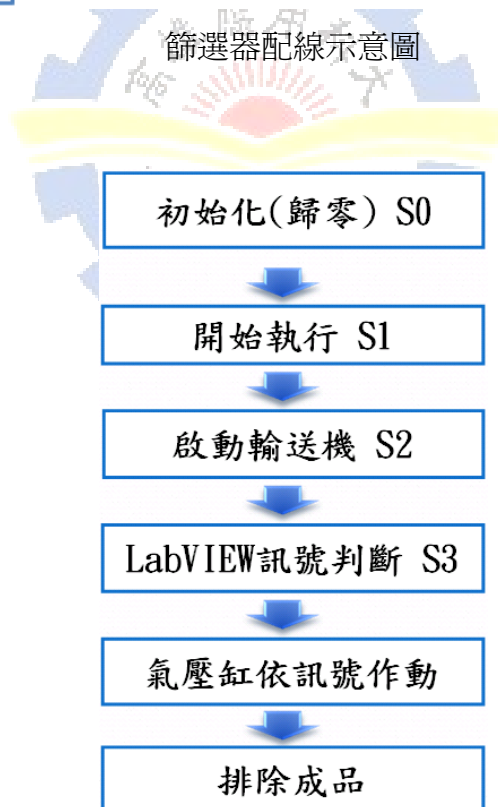 篩選器配線示意圖
初始化(歸零) S0
開始執行 S1
啟動輸送機 S2
LabVIEW訊號判斷 S3
氣壓缸依訊號作動
排除成品